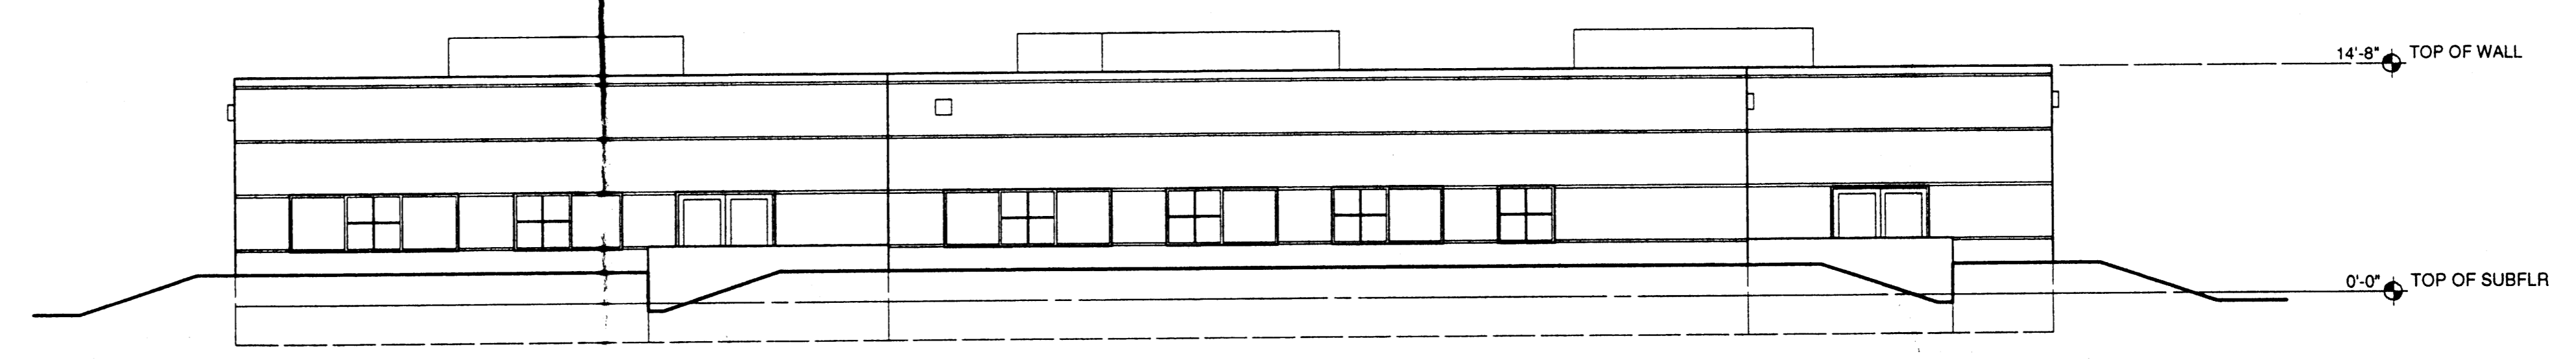 14'-8" TOP OF WALL
0'-0" TOP OF SUBFLR